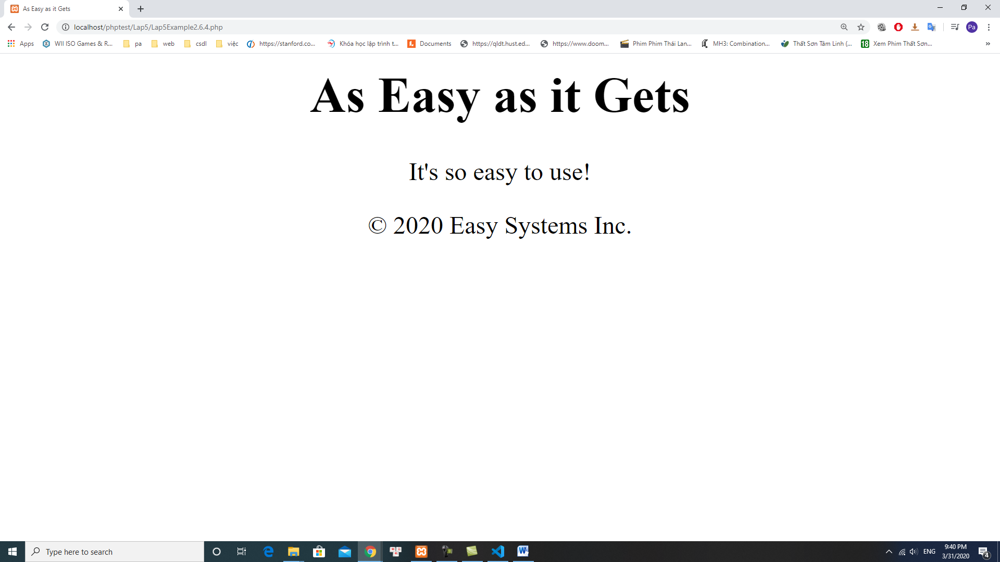 As Easy as it Gets
localhost/phptest/Lap5/Lap5Example2.6.4.php
Pa
Apps WII ISO Games & R... pa web csdl việc https://stanford.co... Khóa học lập trình t... Documents https://qldt.hust.ed... https://www.doom... Phim Phim Thái Lan... MH3: Combination... Thất Sơn Tâm Linh (... 18 Xem Phim Thất Sơn... »
As Easy as it Gets
It's so easy to use!
© 2020 Easy Systems Inc.
Type here to search
ENG
9:40 PM
3/31/2020
4